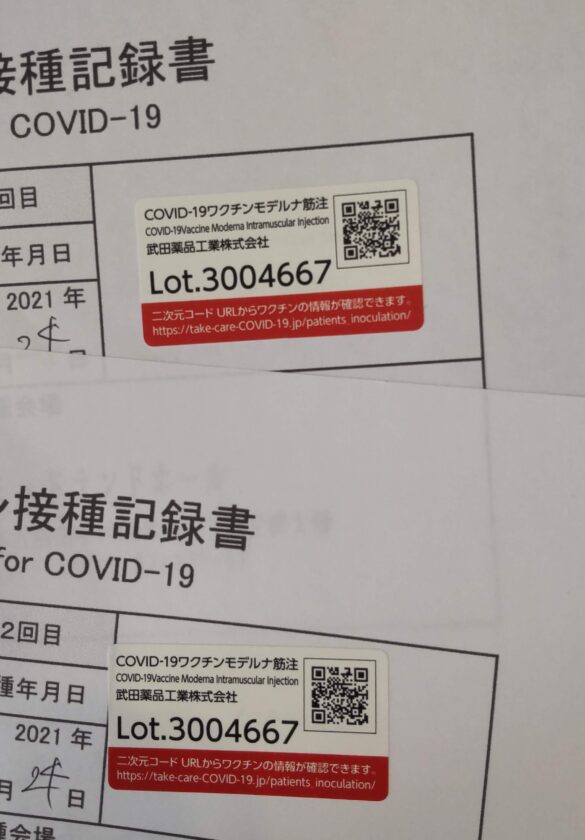 接種記録書
COVID-19
回目
年月日
2021 年
COVID-19ワクチンモデルナ筋注
COVID-19Vaccine Moderna Intramuscular Injection
武田薬品工業株式会社
Lot.3004667
二次元コード URLからワクチンの情報が確認できます。
https://take-care-COVID-19.jp/patients_inoculation/
24
日
ン接種記録書
for COVID-19
2回目
種年月日
2021 年
月 24 日
種会場
COVID-19ワクチンモデルナ筋注
COVID-19Vaccine Moderna Intramuscular Injection
武田薬品工業株式会社
Lot.3004667
二次元コード URLからワクチンの情報が確認できます。
https://take-care-COVID-19.jp/patients_inoculation/